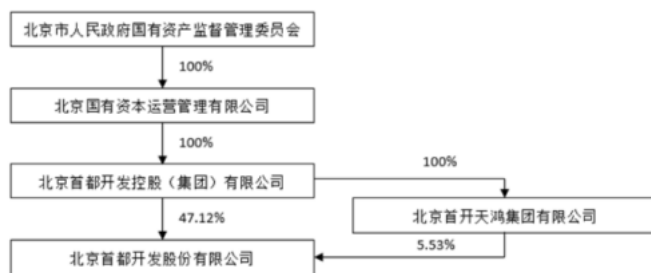 北京市人民政府国有资产监督管理委员会
100%
北京国有资本运营管理有限公司
100%
100%
北京首都开发控股（集团）有限公司
47.12%
北京首开天鸿集团有限公司
5.53%
北京首都开发股份有限公司